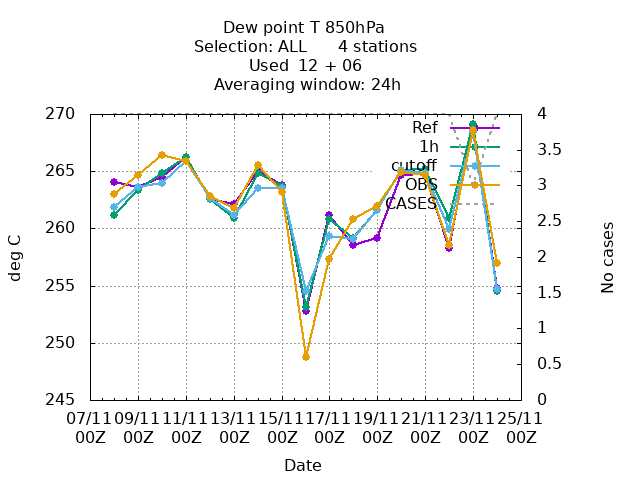 Dew point T 850hPa
Selection: ALL      4 stations
Used  12 + 06
Averaging window: 24h
270
265
260
255
250
245
deg C
4
3.5
3
2.5
2
1.5
1
0.5
0
No cases
Ref
1h
cutoff
OBS
CASES
07/11 09/11 11/11 13/11 15/11 17/11 19/11 21/11 23/11 25/11
00Z 00Z 00Z 00Z 00Z 00Z 00Z 00Z 00Z 00Z
Date